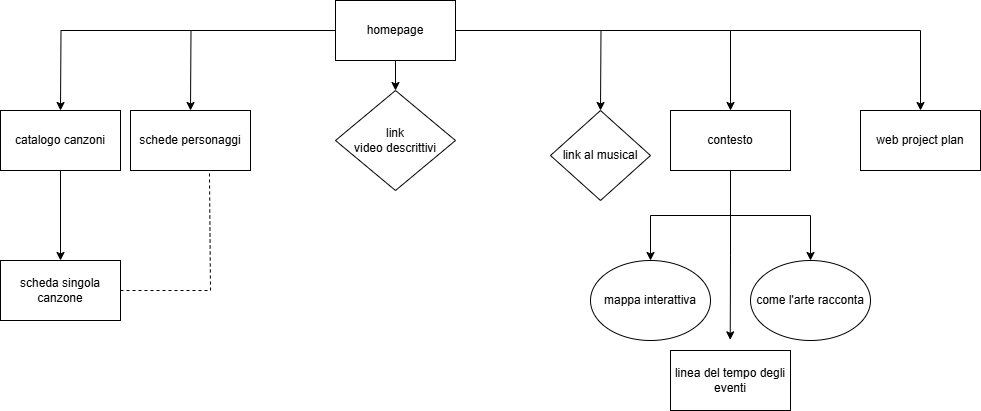 homepage
catalogo canzoni
schede personaggi
link
video descrittivi
link al musical
contesto
web project plan
scheda singola
canzone
mappa interattiva
come l'arte racconta
linea del tempo degli
eventi